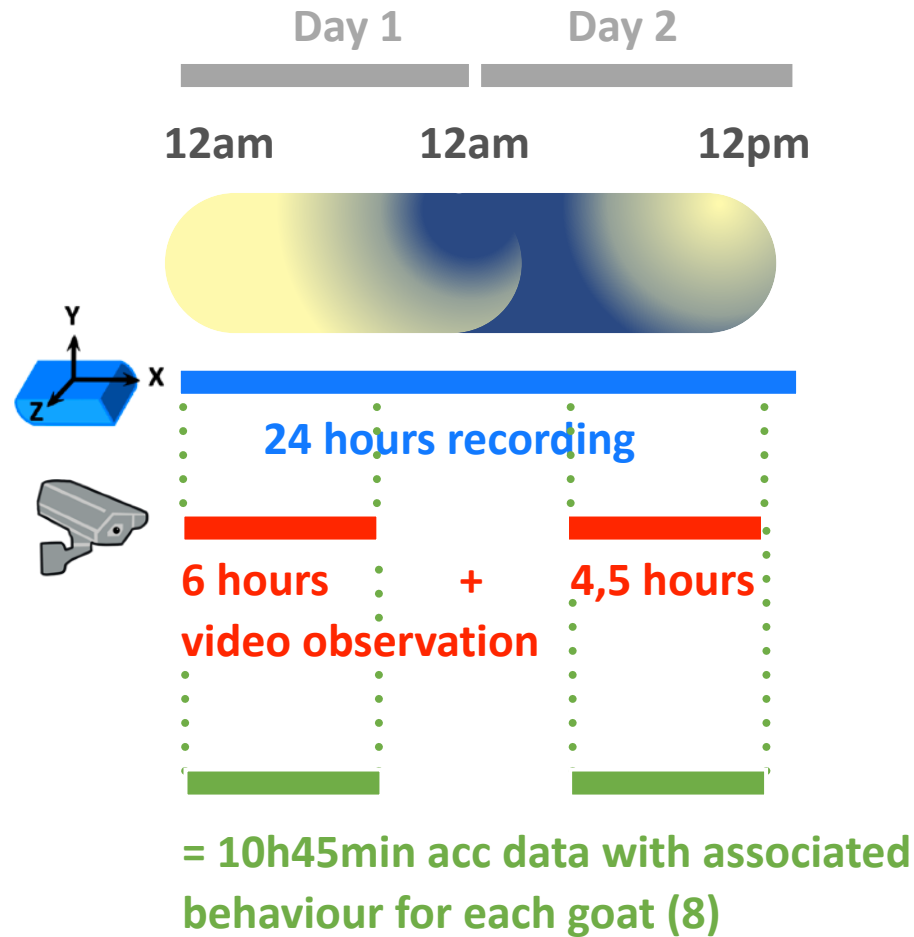 Day 1 Day 2
12am 12am 12pm
Y
X
Z
24 hours recording
6 hours + 4,5 hours
video observation
= 10h45min acc data with associated
behaviour for each goat (8)